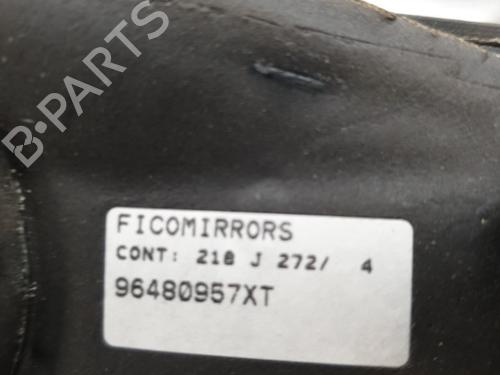 B-PARTS
FICOMIRRORS
CONT: 218 J 272/ 4
96480957XT